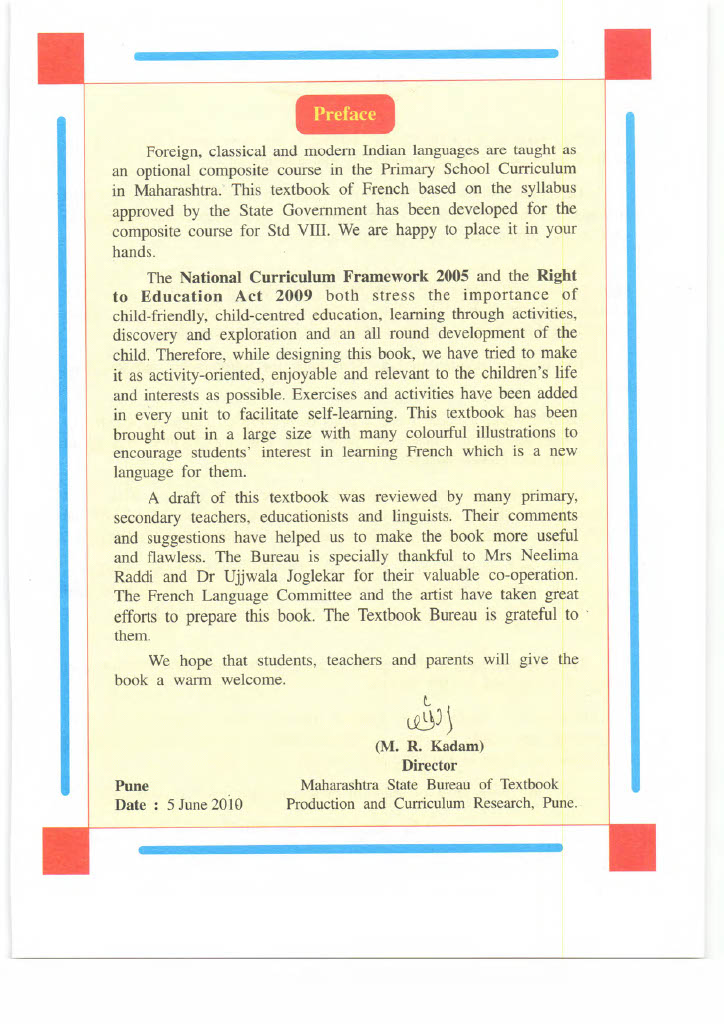 Preface
Foreign, classical and modern Indian languages are taught as
an optional composite course in the Primary School Curriculum
in Maharashtra. This textbook of French based on the syllabus
approved by the State Government has been developed for the
composite course for Std VIII. We are happy to place it in your
hands.
The National Curriculum Framework 2005 and the Right
to Education Act 2009 both stress the importance of
child-friendly, child-centred education, learning through activities,
discovery and exploration and an all round development of the
child. Therefore, while designing this book, we have tried to make
it as activity-oriented, enjoyable and relevant to the children's life
and interests as possible. Exercises and activities have been added
in every unit to facilitate self-learning. This textbook has been
brought out in a large size with many colourful illustrations to
encourage students' interest in learning French which is a new
language for them.
A draft of this textbook was reviewed by many primary,
secondary teachers, educationists and linguists. Their comments
and suggestions have helped us to make the book more useful
and flawless. The Bureau is specially thankful to Mrs Neelima
Raddi and Dr Ujjwala Joglekar for their valuable co-operation.
The French Language Committee and the artist have taken great
efforts to prepare this book. The Textbook Bureau is grateful to
them.
We hope that students, teachers and parents will give the
book a warm welcome.
(M. R. Kadam)
Director
Pune Maharashtra State Bureau of Textbook
Date : 5 June 2010 Production and Curriculum Research, Pune.